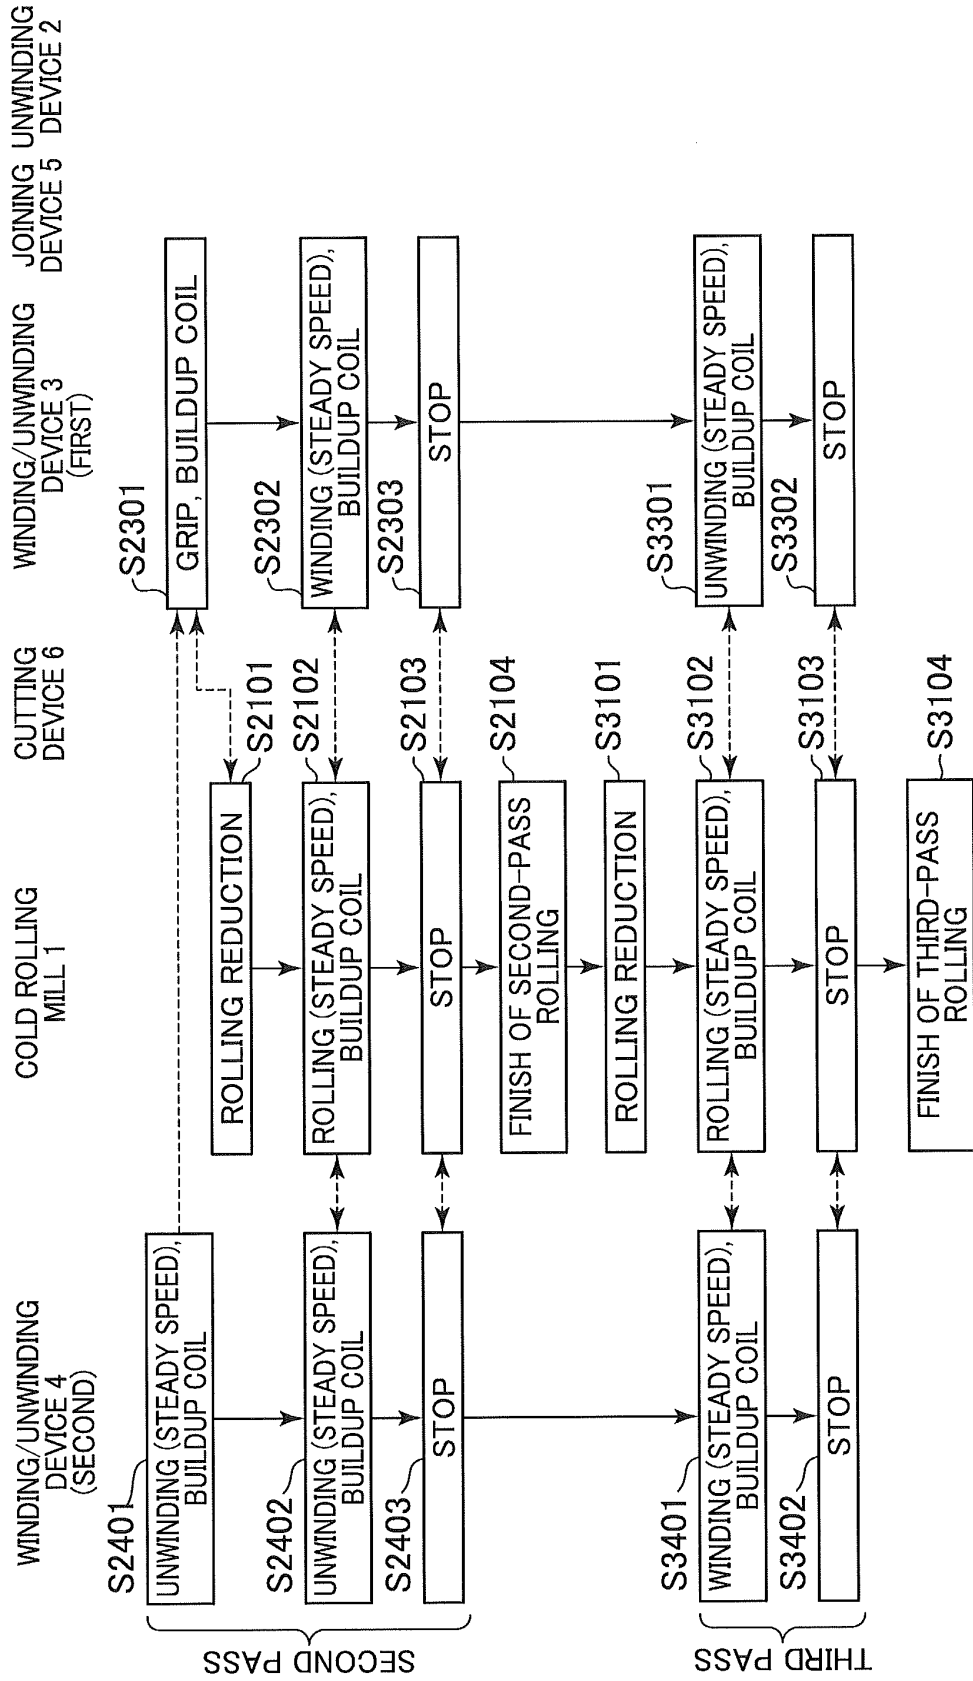 WINDING/UNWINDING
DEVICE 4
(SECOND)
COLD ROLLING
MILL 1
CUTTING
DEVICE 6
WINDING/UNWINDING
DEVICE 3
(FIRST)
JOINING
DEVICE 5
UNWINDING
DEVICE 2
SECOND PASS
S2401
UNWINDING (STEADY SPEED),
BUILDUP COIL
S2301
GRIP, BUILDUP COIL
S2101
ROLLING REDUCTION
S2402
UNWINDING (STEADY SPEED),
BUILDUP COIL
S2102
ROLLING (STEADY SPEED),
BUILDUP COIL
S2302
WINDING (STEADY SPEED),
BUILDUP COIL
S2403
STOP
S2103
STOP
S2303
STOP
S2104
FINISH OF SECOND-PASS
ROLLING
S3101
ROLLING REDUCTION
THIRD PASS
S3401
WINDING (STEADY SPEED),
BUILDUP COIL
S3102
ROLLING (STEADY SPEED),
BUILDUP COIL
S3301
UNWINDING (STEADY SPEED),
BUILDUP COIL
S3402
STOP
S3103
STOP
S3302
STOP
S3104
FINISH OF THIRD-PASS
ROLLING